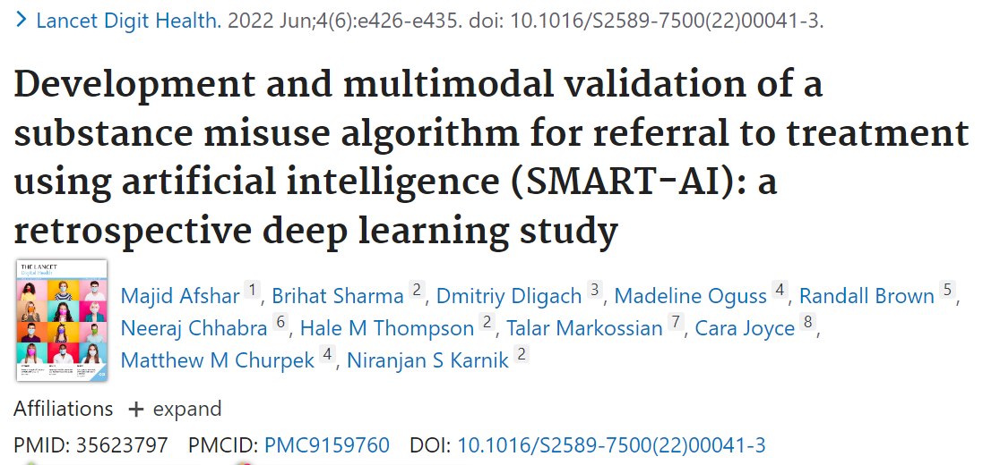 Lancet Digit Health. 2022 Jun;4(6):e426-e435. doi: 10.1016/S2589-7500(22)00041-3.
Development and multimodal validation of a
substance misuse algorithm for referral to treatment
using artificial intelligence (SMART-AI): a
retrospective deep learning study
THE LANCET
Digital Health
Majid Afshar 1, Brihat Sharma 2, Dmitriy Dligach 3, Madeline Oguss 4, Randall Brown 5,
Neeraj Chhabra 6, Hale M Thompson 2, Talar Markossian 7, Cara Joyce 8,
Matthew M Churpek 4, Niranjan S Karnik 2
Affiliations + expand
PMID: 35623797 PMCID: PMC9159760 DOI: 10.1016/S2589-7500(22)00041-3